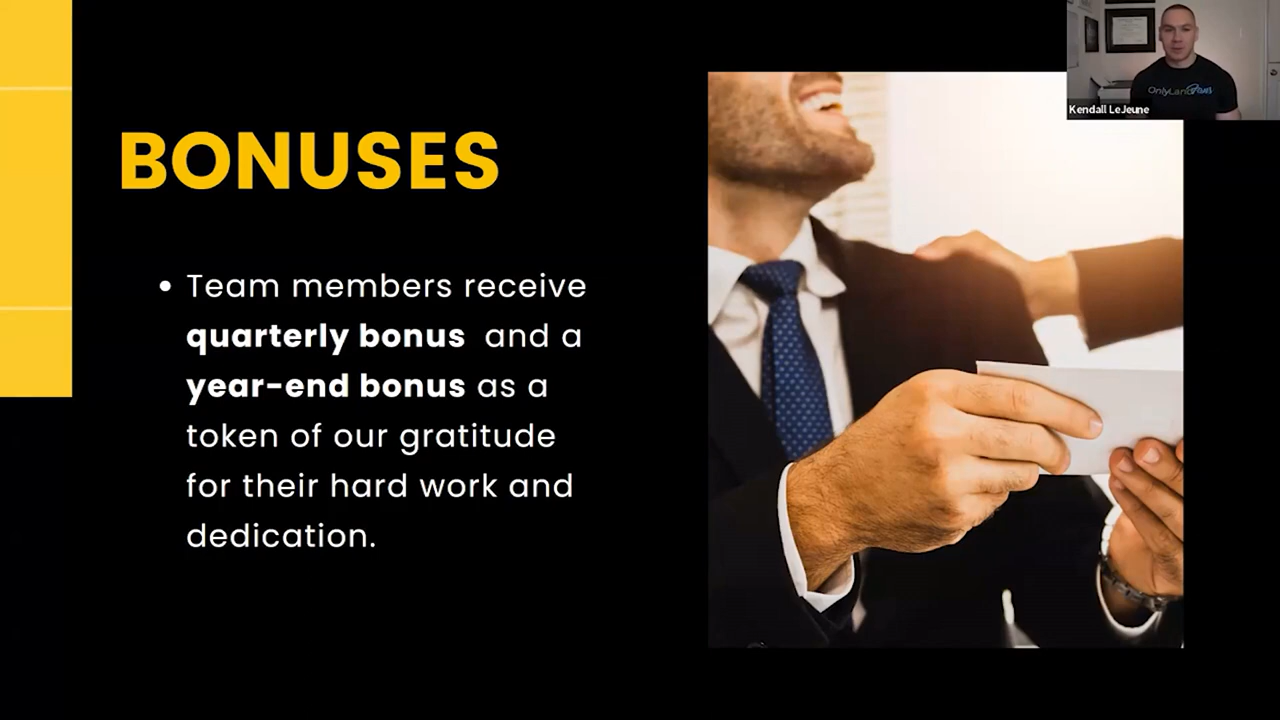 BONUSES
• Team members receive
quarterly bonus and a
year-end bonus as a
token of our gratitude
for their hard work and
dedication.
OnlyLandFans
Kendall LeJeune